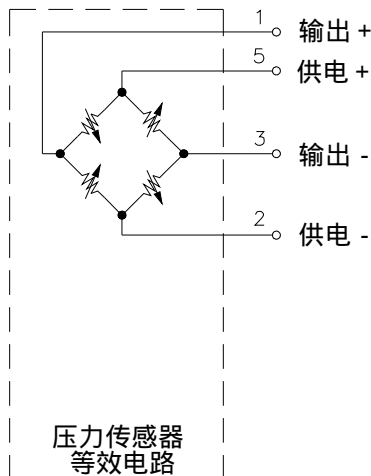 1 输出 +
5 供电 +
3 输出 -
2 供电 -
压力传感器
等效电路